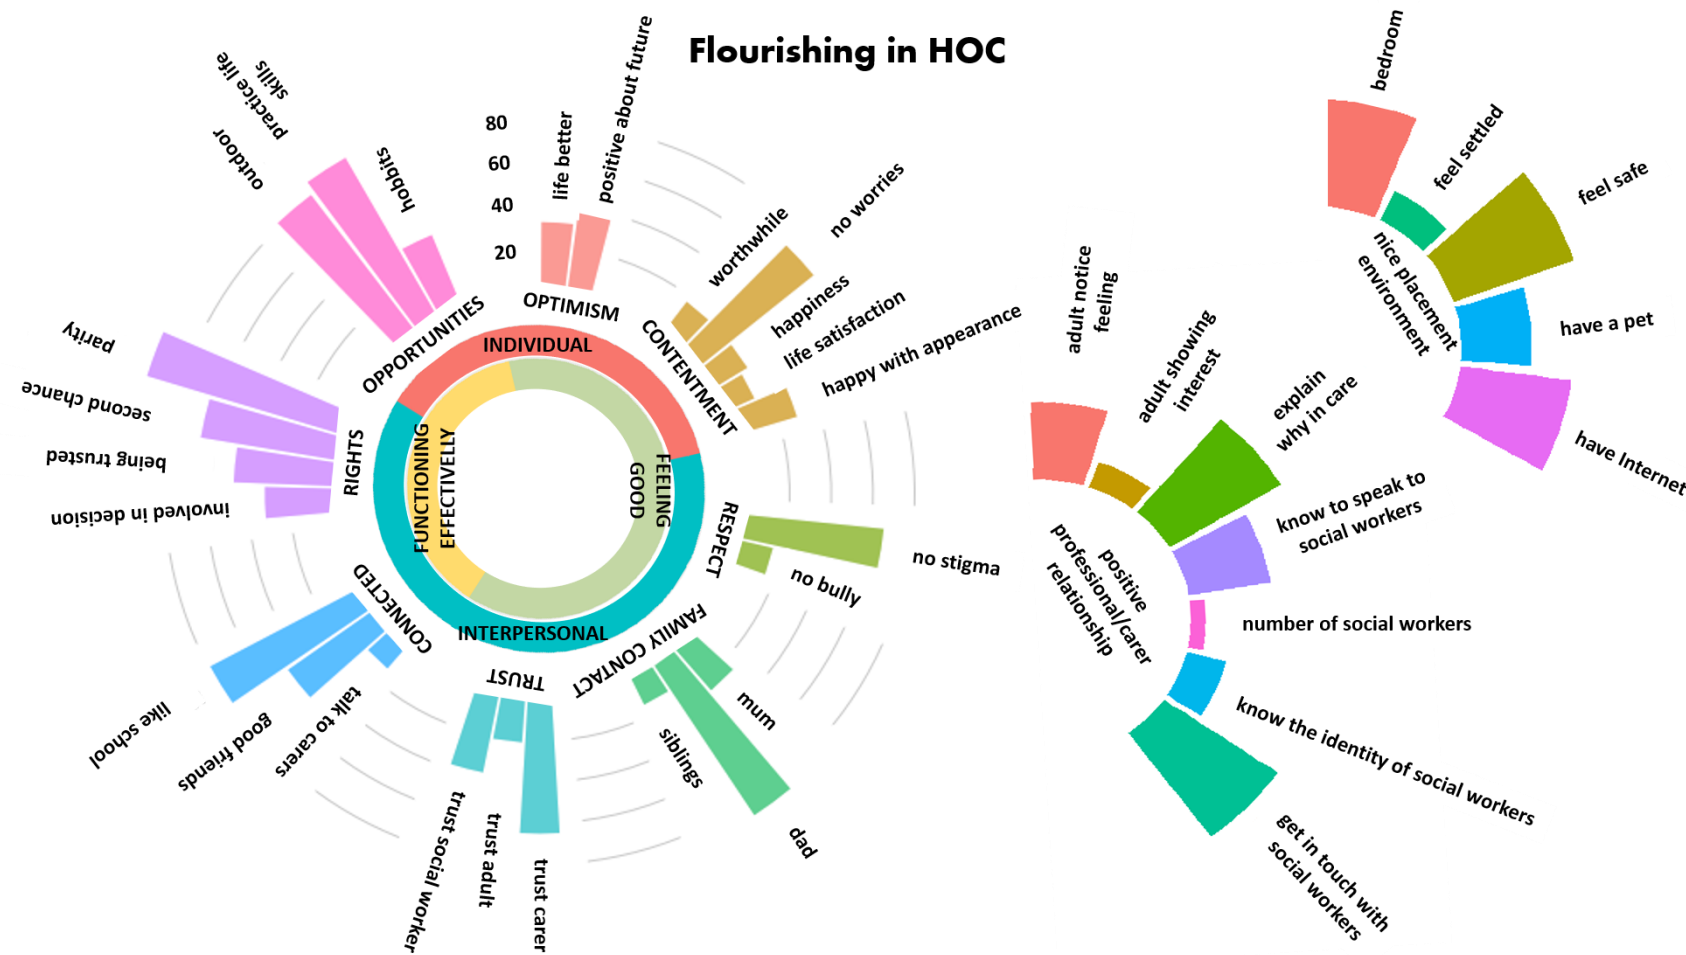 Flourishing in HOC
80
60
40
20
life better
positive about future
OPTIMISM
worthwhile
no worries
happiness
life satisfaction
happy with appearance
CONTENTMENT
no stigma
no bully
RESPECT
mum
dad
siblings
FAMILY CONTACT
trust carer
trust adult
trust social worker
TRUST
talk to carers
good friends
like school
CONNECTED
involved in decision
being trusted
second chance
parity
RIGHTS
outdoor
practice life
skills
hobbits
OPPORTUNITIES
INDIVIDUAL
INTERPERSONAL
FUNCTIONING
EFFECTIVELY
FEELING
GOOD
adult notice
feeling
adult showing
interest
explain
why in care
know to speak to
social workers
number of social workers
know the identity of social workers
get in touch with
social workers
positive
professional/carer
relationship
bedroom
feel settled
feel safe
have a pet
have Internet
nice placement
environment